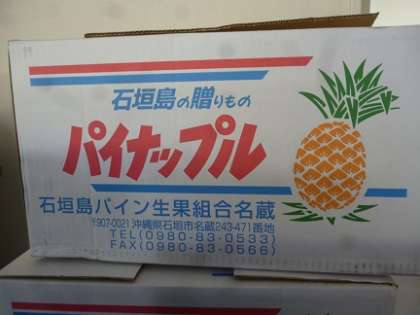 石垣島の贈りもの
パイナップル
石垣島パイン生果組合名蔵
〒907-0021 沖縄県石垣市名蔵243-471番地
TEL(0980-83-0533)
FAX(0980-83-0566)